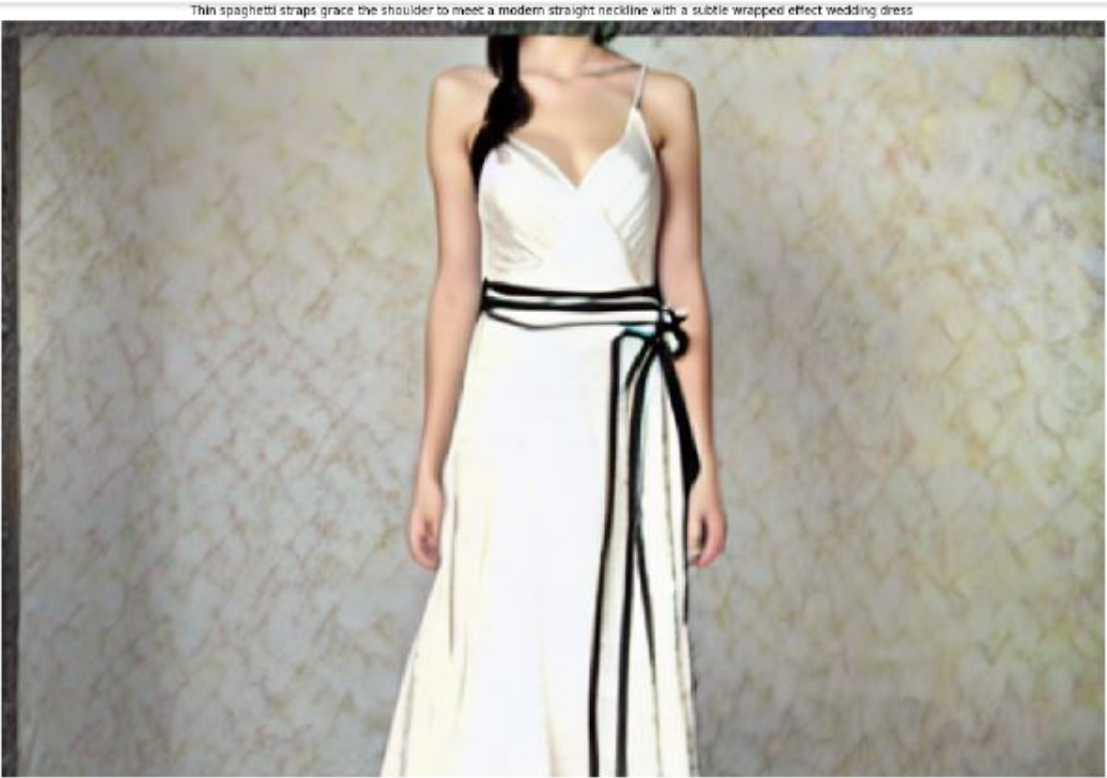 Thin spaghetti straps grace the shoulder to meet a modern straight neckline with a subtle wrapped effect wedding dress